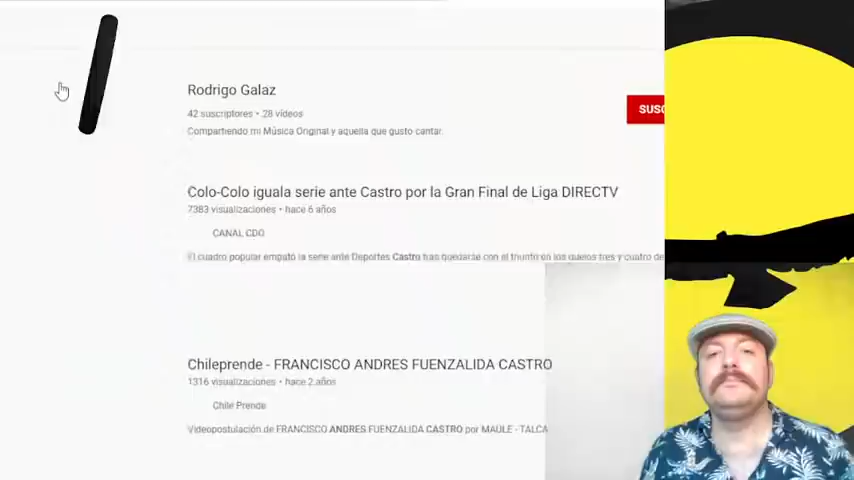 Rodrigo Galaz
42 suscriptores • 28 vídeos
Compartiendo mi Música Original y aquella que gusto cantar.
SUSC
Colo-Colo iguala serie ante Castro por la Gran Final de Liga DIRECTV
7383 visualizaciones • hace 6 años
CANAL CDO
El cuadro popular empató la serie ante Deportes Castro tras quedarse con el triunfo en los duelos tres y cuatro de
Chileprende - FRANCISCO ANDRES FUENZALIDA CASTRO
1316 visualizaciones • hace 2 años
Chile Prende
Videopostulación de FRANCISCO ANDRES FUENZALIDA CASTRO por MAULE - TALCA